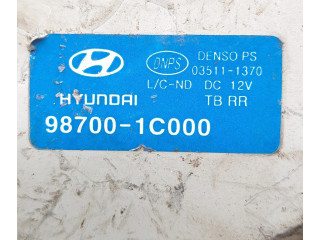 DNPS DENSO PS
03511-1370
L/C-ND DC 12V
HYUNDAI TB RR
98700-1C000